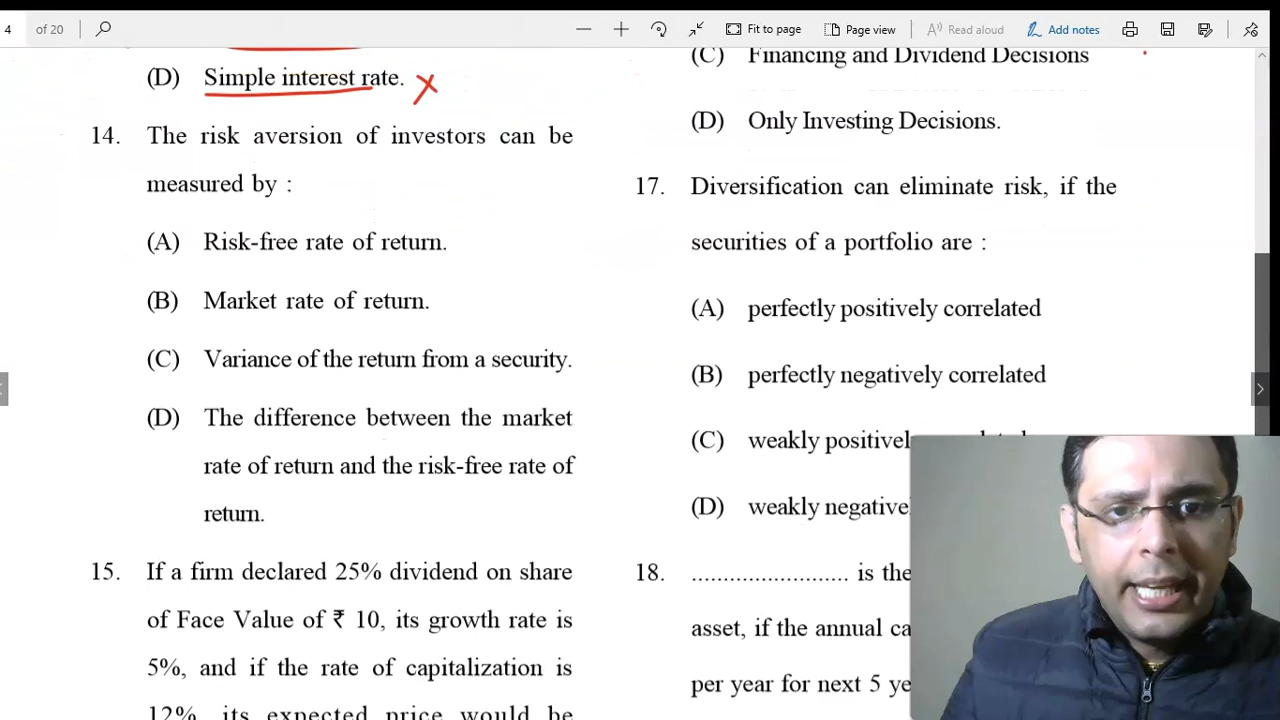 4 of 20 Fit to page Page view Read aloud Add notes
(D) Simple interest rate.
14. The risk aversion of investors can be
measured by :
(A) Risk-free rate of return.
(B) Market rate of return.
(C) Variance of the return from a security.
(D) The difference between the market
rate of return and the risk-free rate of
return.
15. If a firm declared 25% dividend on share
of Face Value of ₹ 10, its growth rate is
5%, and if the rate of capitalization is
12%, its expected price would be
(C) Financing and Dividend Decisions
(D) Only Investing Decisions.
17. Diversification can eliminate risk, if the
securities of a portfolio are :
(A) perfectly positively correlated
(B) perfectly negatively correlated
(C) weakly
(D) weakly
18. ......................... is the
asset, if the annual
per year for next 5